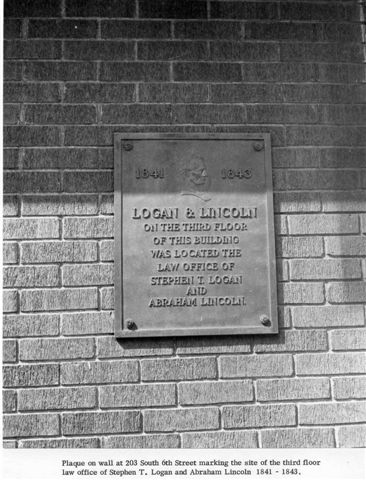 1841 1843
LOGAN & LINCOLN
ON THE THIRD FLOOR
OF THIS BUILDING
WAS LOCATED THE
LAW OFFICE OF
STEPHEN T. LOGAN
AND
ABRAHAM LINCOLN.
Plaque on wall at 203 South 6th Street marking the site of the third floor
law office of Stephen T. Logan and Abraham Lincoln 1841 - 1843.